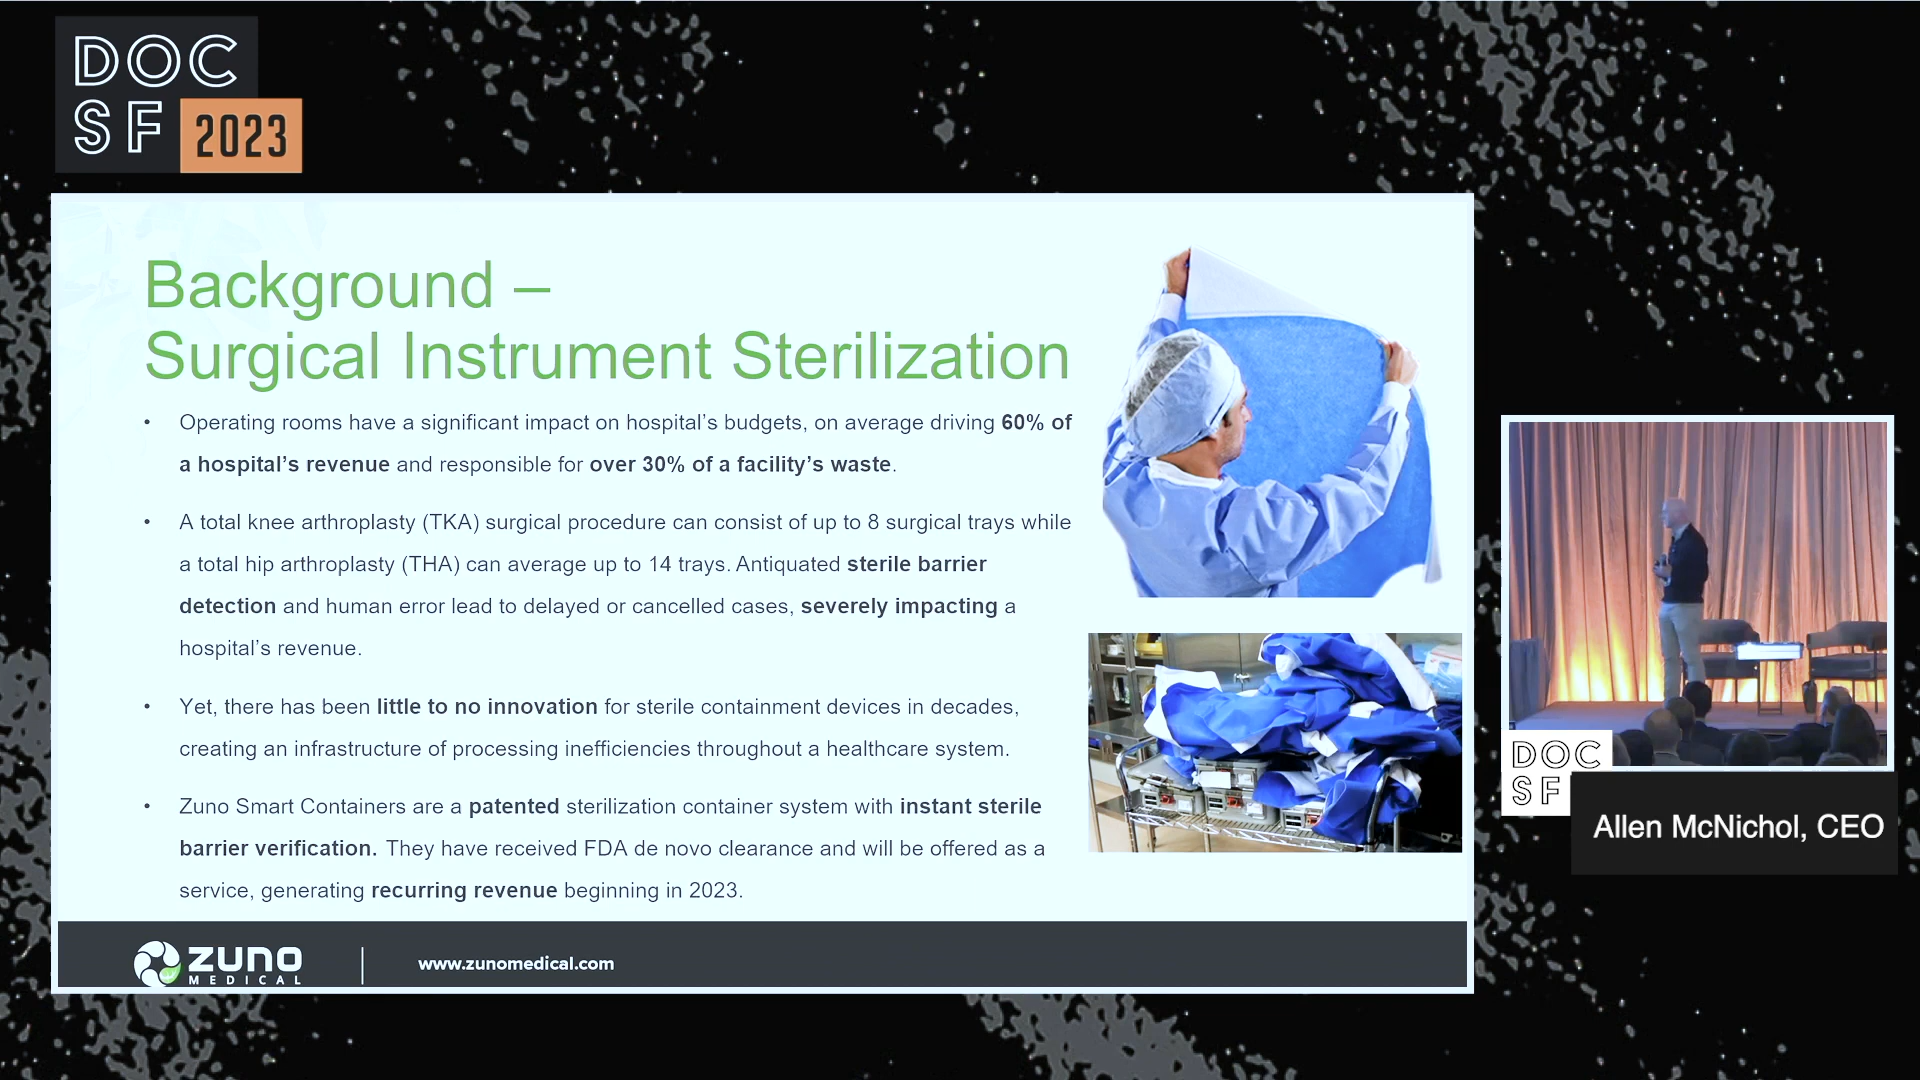 DOC
SF 2023
Background –
Surgical Instrument Sterilization
• Operating rooms have a significant impact on hospital’s budgets, on average driving 60% of
a hospital’s revenue and responsible for over 30% of a facility’s waste.
• A total knee arthroplasty (TKA) surgical procedure can consist of up to 8 surgical trays while
a total hip arthroplasty (THA) can average up to 14 trays. Antiquated sterile barrier
detection and human error lead to delayed or cancelled cases, severely impacting a
hospital’s revenue.
• Yet, there has been little to no innovation for sterile containment devices in decades,
creating an infrastructure of processing inefficiencies throughout a healthcare system.
• Zuno Smart Containers are a patented sterilization container system with instant sterile
barrier verification. They have received FDA de novo clearance and will be offered as a
service, generating recurring revenue beginning in 2023.
ZUNO
MEDICAL
www.zunomedical.com
DOC
SF
Allen McNichol, CEO